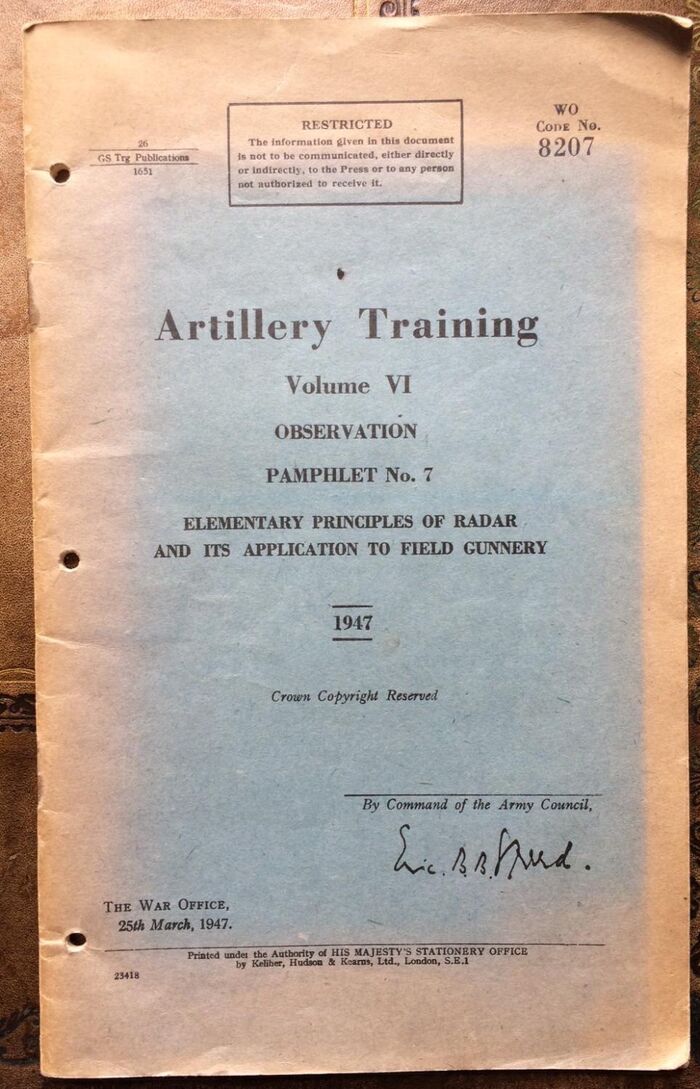 26
GS Trg Publications
1651
RESTRICTED
The information given in this document
is not to be communicated, either directly
or indirectly, to the Press or to any person
not authorized to receive it.
WO
CODE No.
8207
Artillery Training
Volume VI
OBSERVATION
PAMPHLET No. 7
ELEMENTARY PRINCIPLES OF RADAR
AND ITS APPLICATION TO FIELD GUNNERY
1947
Crown Copyright Reserved
By Command of the Army Council,
Eric. B. B. Speed.
THE WAR OFFICE,
25th March, 1947.
Printed under the Authority of HIS MAJESTY'S STATIONERY OFFICE
by Keliher, Hudson & Kearns, Ltd., London, S.E.1
23418